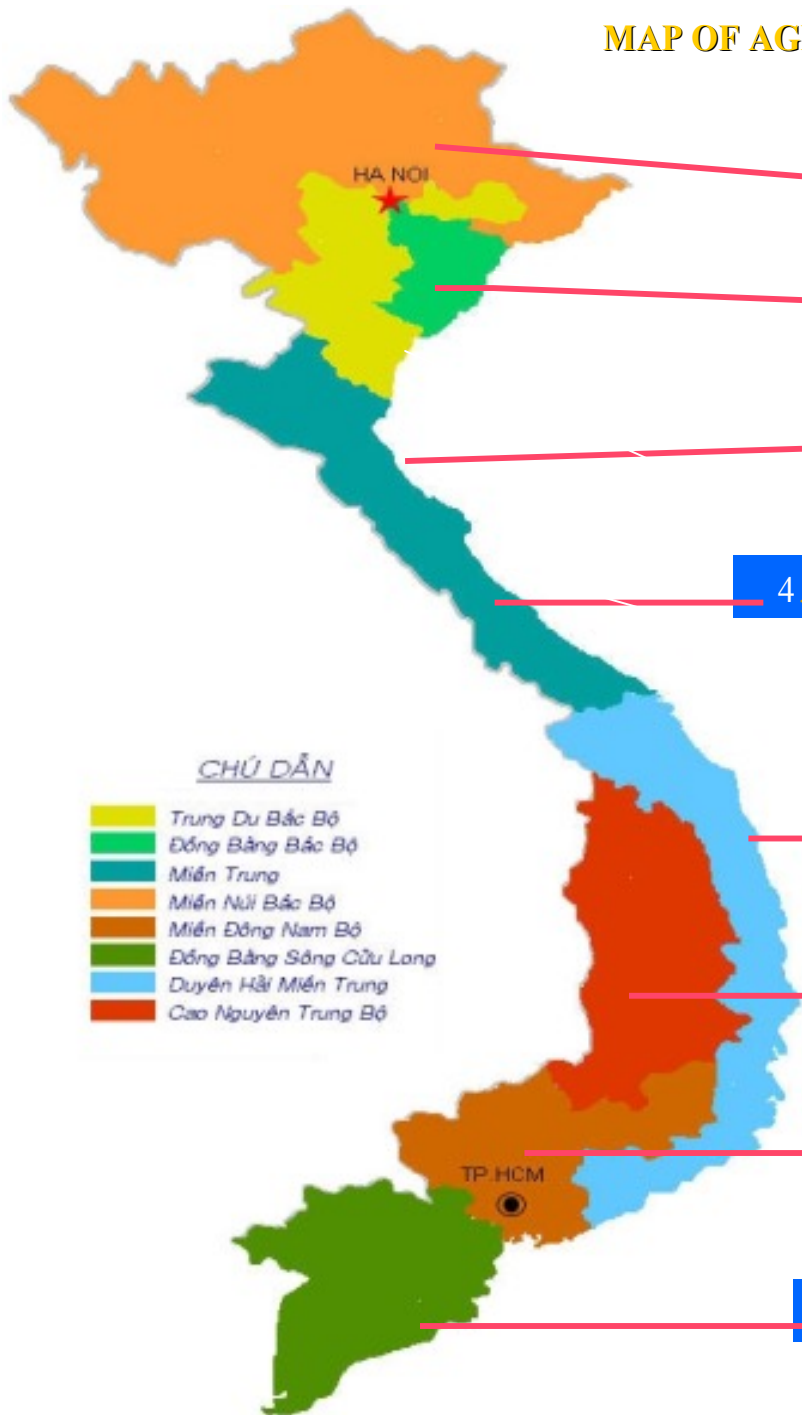 MAP OF AG
HA NOI
4
CHÚ DẪN
Trung Du Bắc Bộ
Đồng Bằng Bắc Bộ
Miền Trung
Miền Núi Bắc Bộ
Miền Đông Nam Bộ
Đồng Bằng Sông Cửu Long
Duyên Hải Miền Trung
Cao Nguyên Trung Bộ
TP.HCM